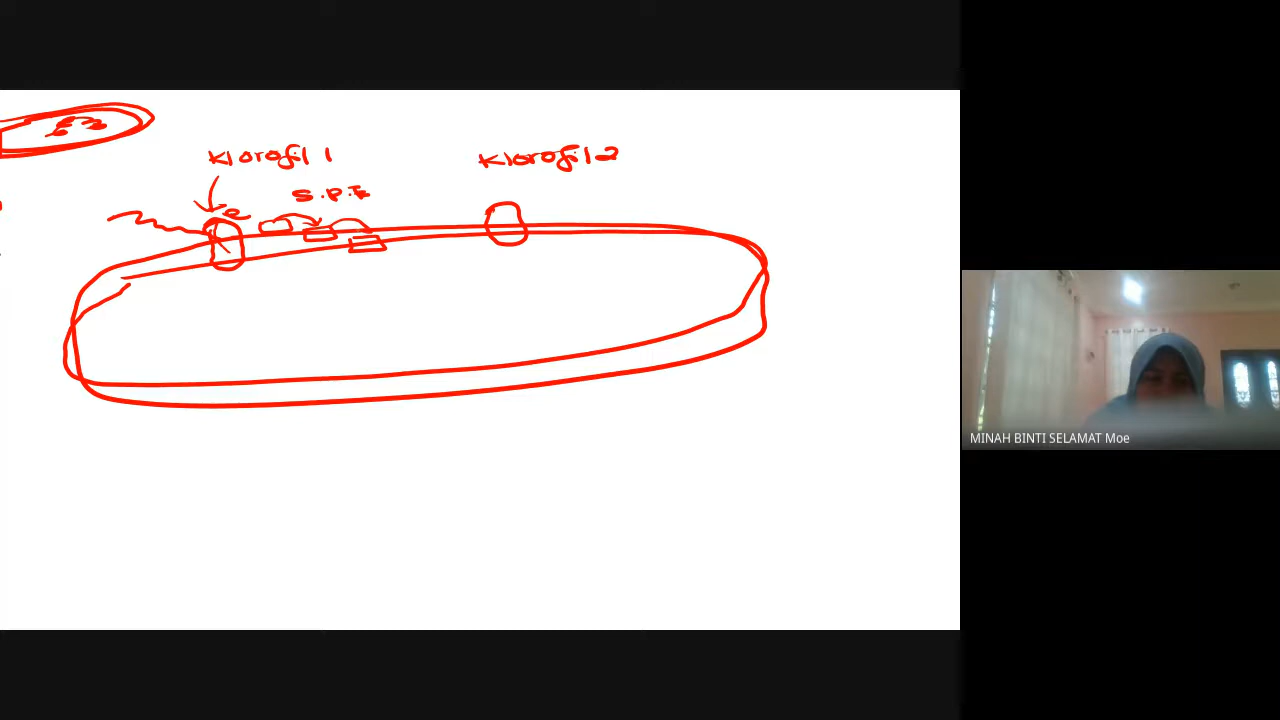 Klorofil 1
Klorofil 2
S.P.E
e
MINAH BINTI SELAMAT Moe